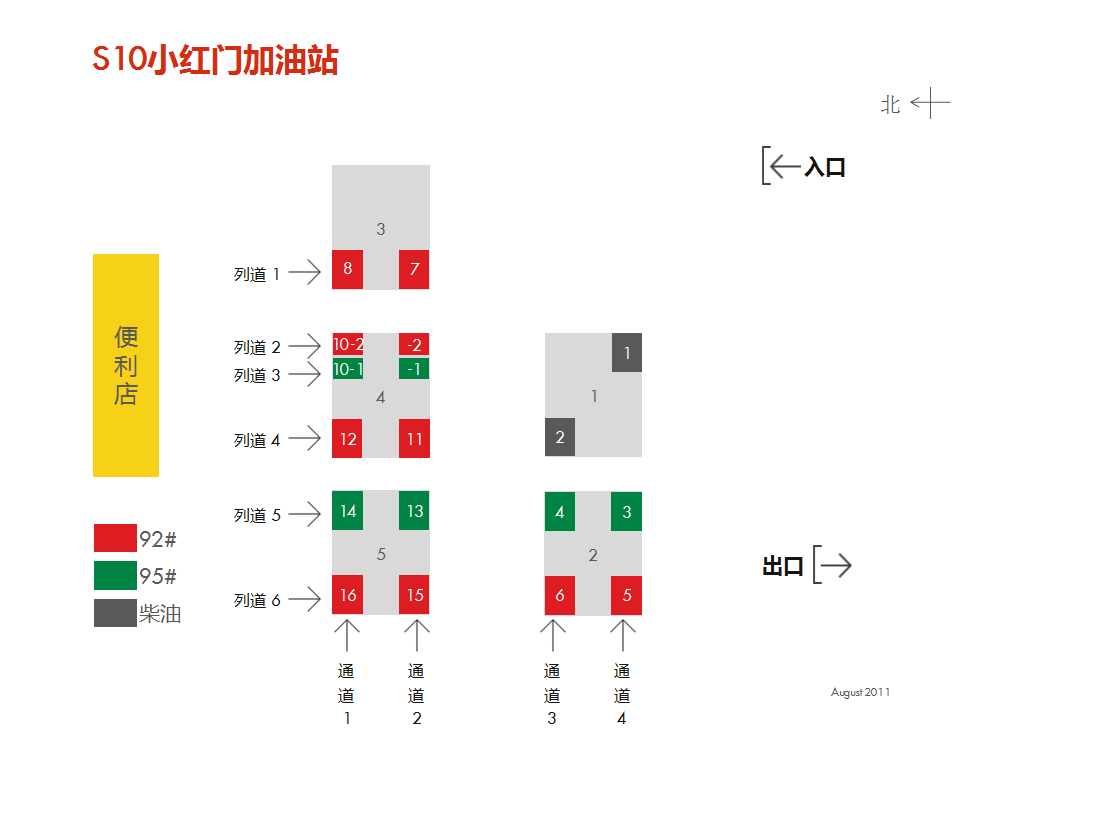 S10小红门加油站
北
入口
3
列道 1
8
7
便
利
店
列道 2
10-2
-2
1
列道 3
10-1
-1
4
1
列道 4
12
11
2
列道 5
14
13
4
3
92#
5
2
出口
95#
列道 6
16
15
6
5
柴油
通
道
1
通
道
2
通
道
3
通
道
4
August 2011